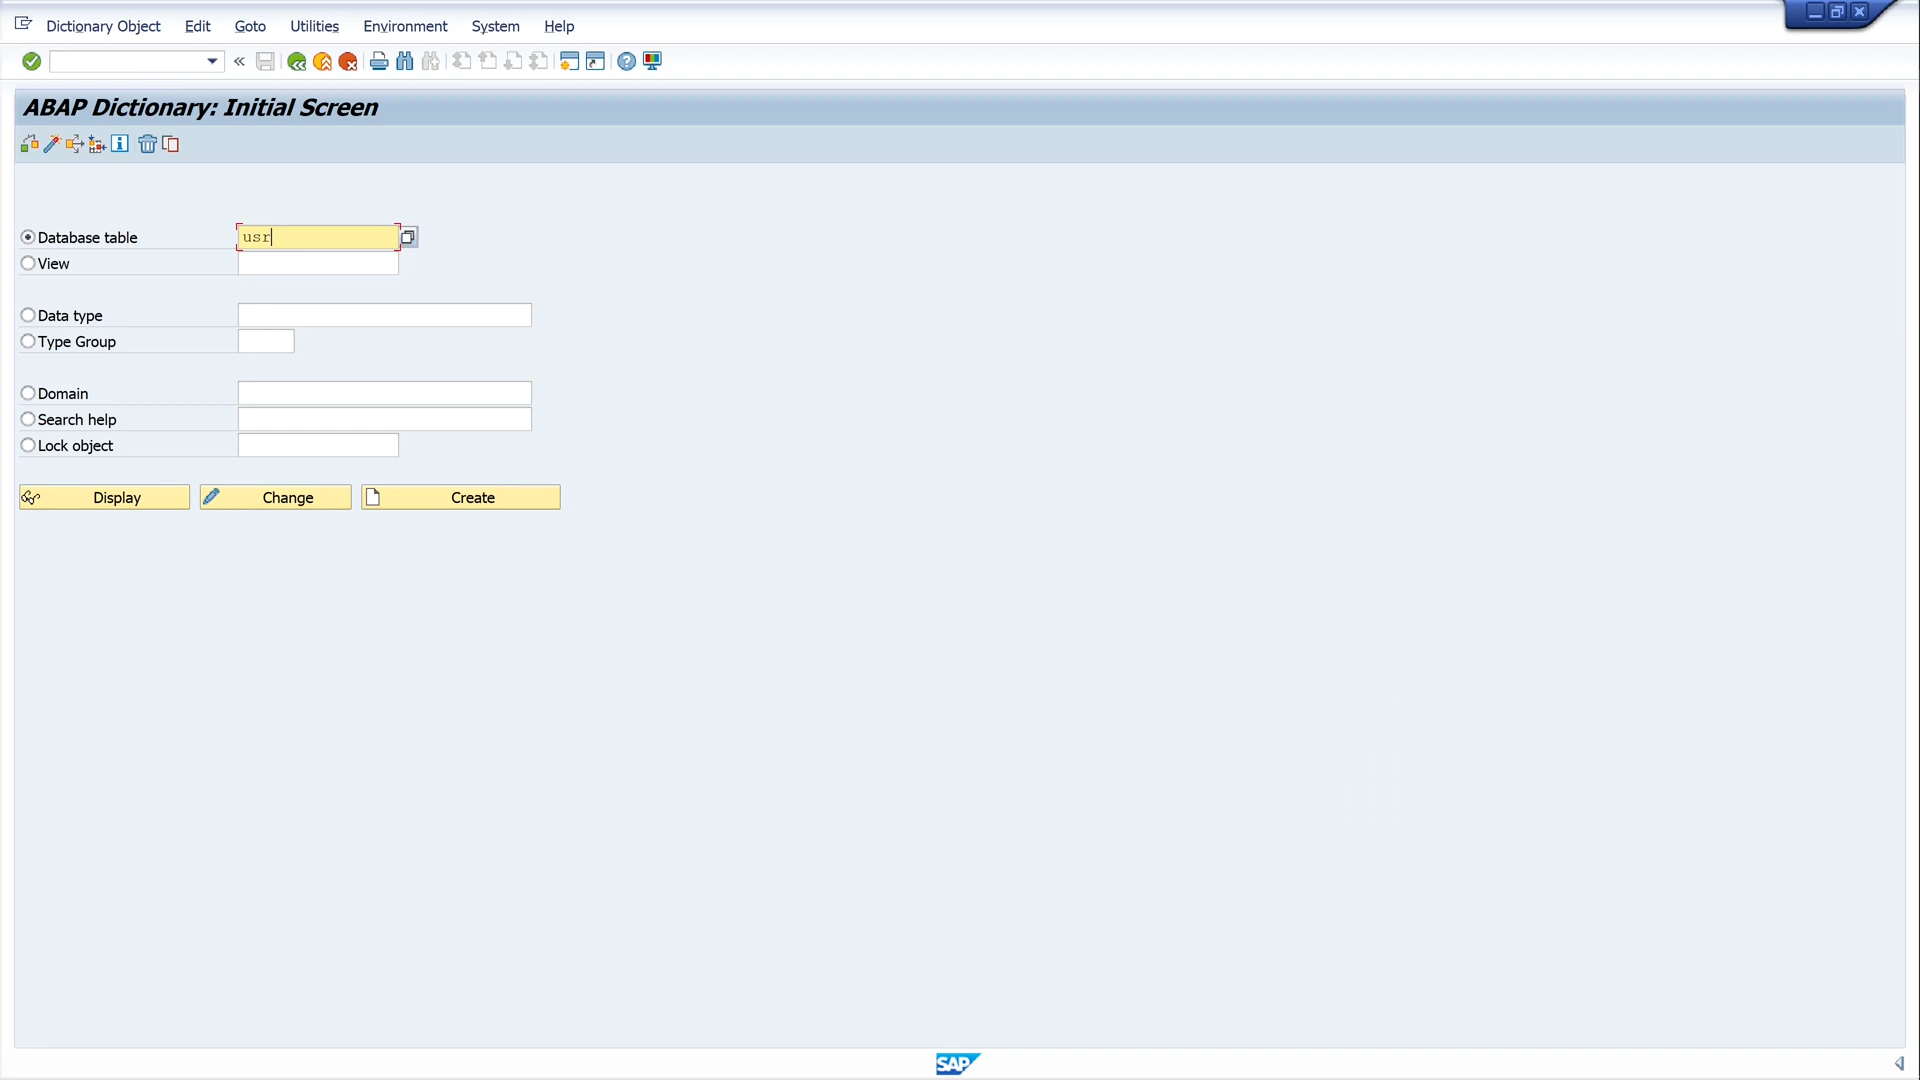 Dictionary Object Edit Goto Utilities Environment System Help
ABAP Dictionary: Initial Screen
Database table usr
View
Data type
Type Group
Domain
Search help
Lock object
Display Change Create
SAP